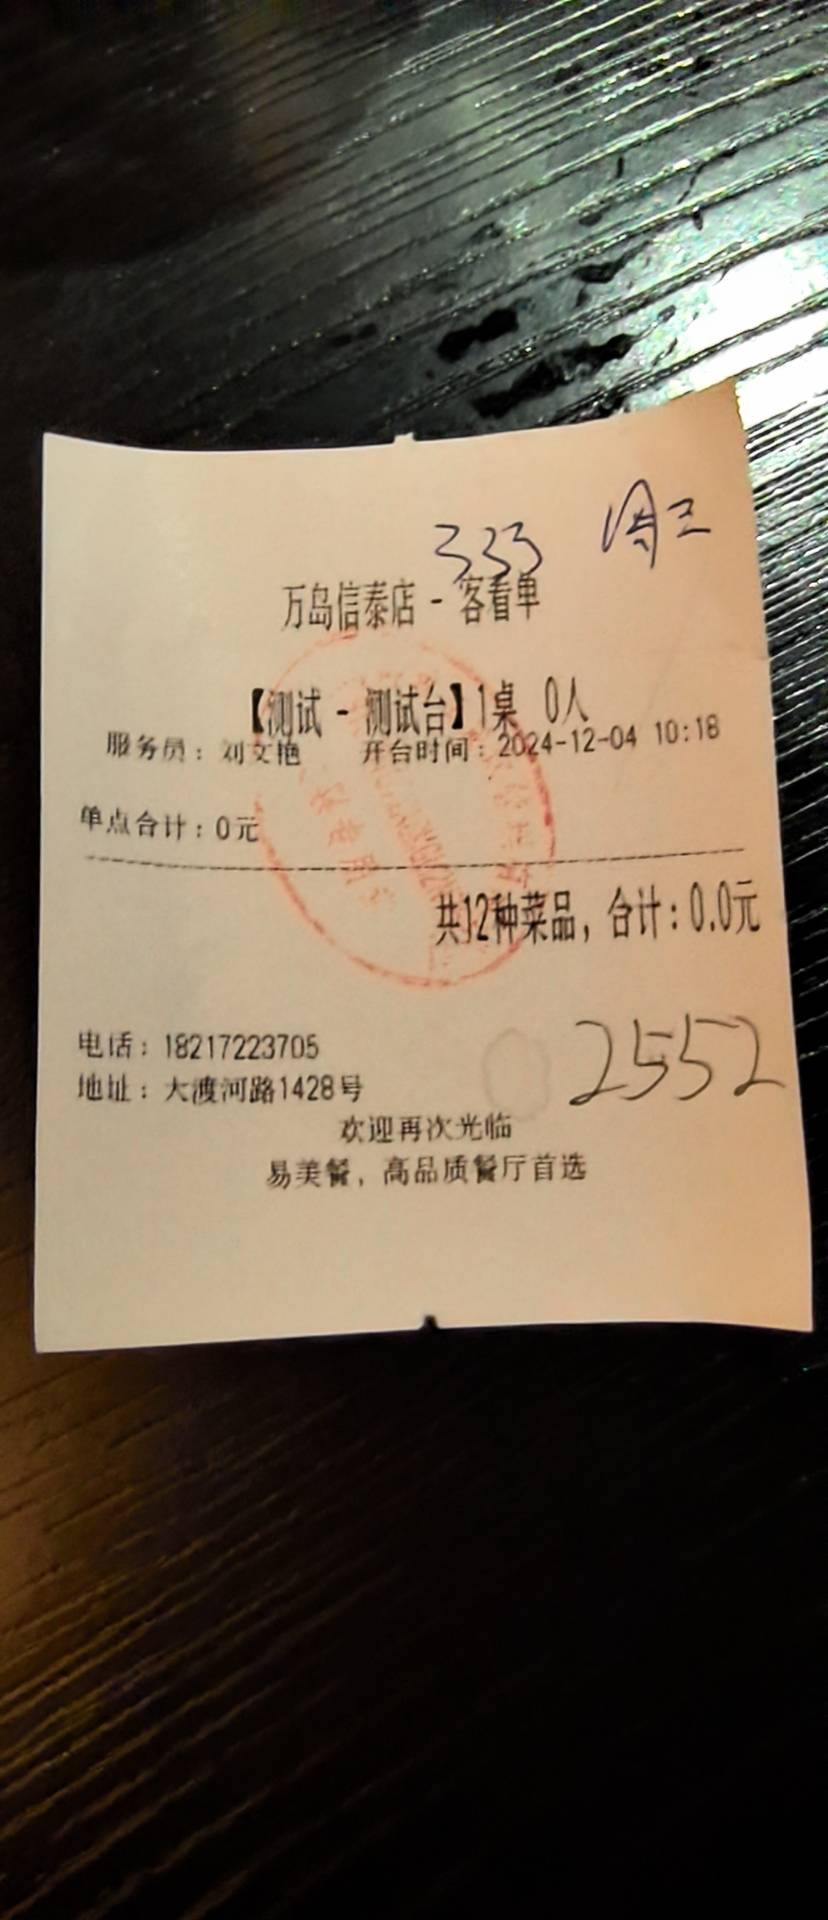 333 周三
万岛信泰店 - 客看单
【测试 - 测试台】1桌 0人
服务员：刘文艳 开台时间：2024-12-04 10:18
单点合计：0元
共12种菜品，合计：0.0元
2552
电话：18217223705
地址：大渡河路1428号
欢迎再次光临
易美餐，高品质餐厅首选